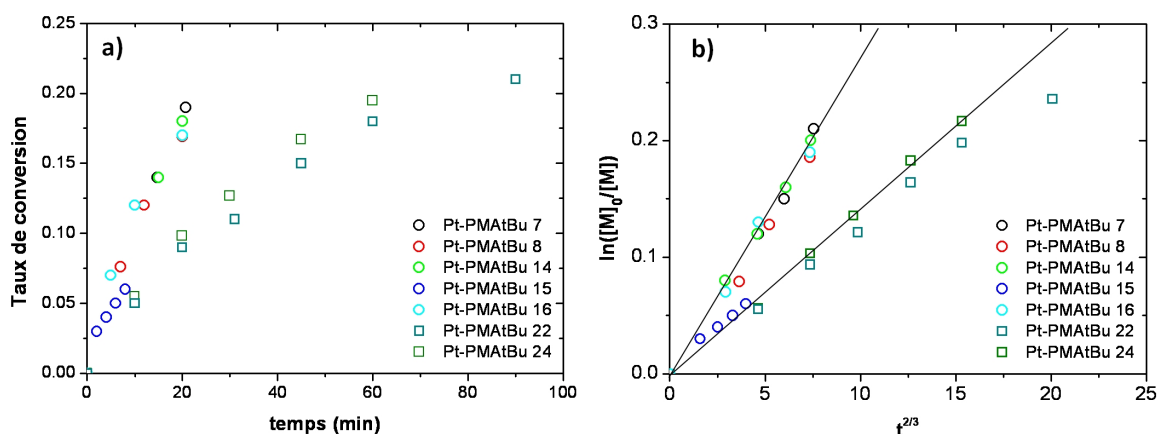 a)
Taux de conversion
0.25
0.20
0.15
0.10
0.05
0.00
0 20 40 60 80 100
temps (min)
Pt-PMAtBu 7
Pt-PMAtBu 8
Pt-PMAtBu 14
Pt-PMAtBu 15
Pt-PMAtBu 16
Pt-PMAtBu 22
Pt-PMAtBu 24
b)
ln([M]₀/[M])
0.3
0.2
0.1
0.0
0 5 10 15 20 25
t²ᐟ³
Pt-PMAtBu 7
Pt-PMAtBu 8
Pt-PMAtBu 14
Pt-PMAtBu 15
Pt-PMAtBu 16
Pt-PMAtBu 22
Pt-PMAtBu 24